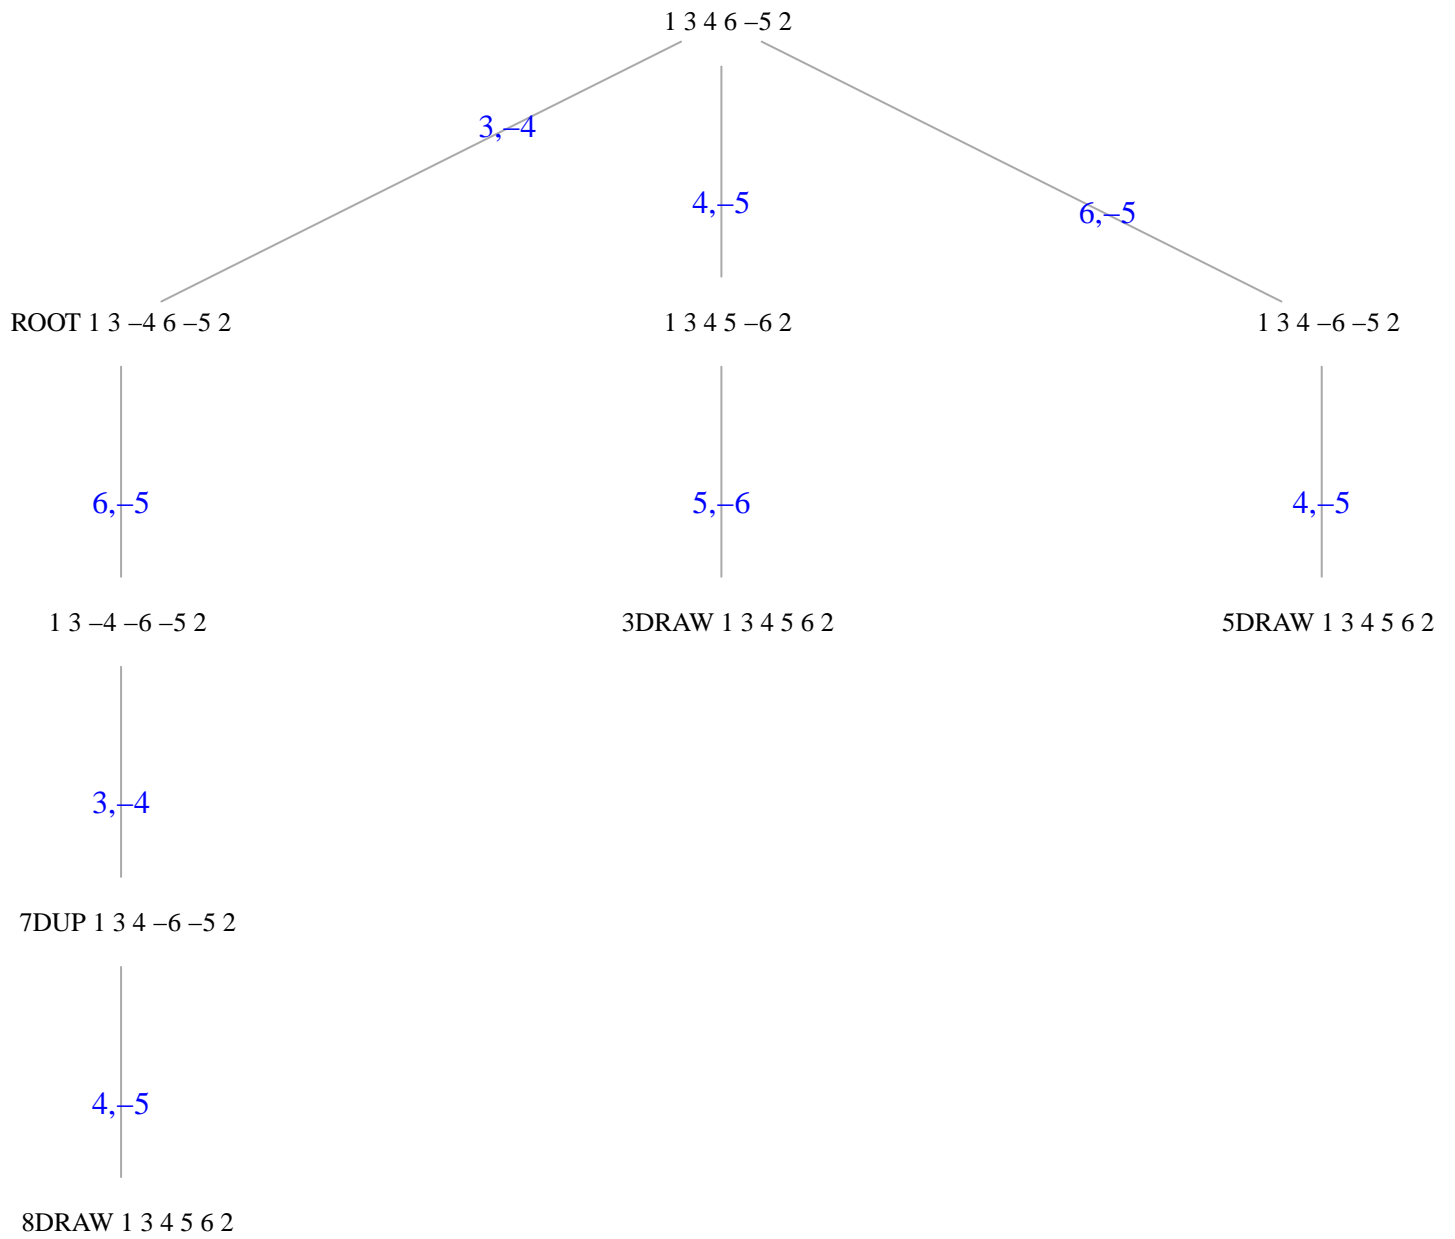 1 3 4 6 –5 2
3,–4
4,–5
6,–5
ROOT 1 3 –4 6 –5 2
1 3 4 5 –6 2
1 3 4 –6 –5 2
6,–5
5,–6
4,–5
1 3 –4 –6 –5 2
3DRAW 1 3 4 5 6 2
5DRAW 1 3 4 5 6 2
3,–4
7DUP 1 3 4 –6 –5 2
4,–5
8DRAW 1 3 4 5 6 2